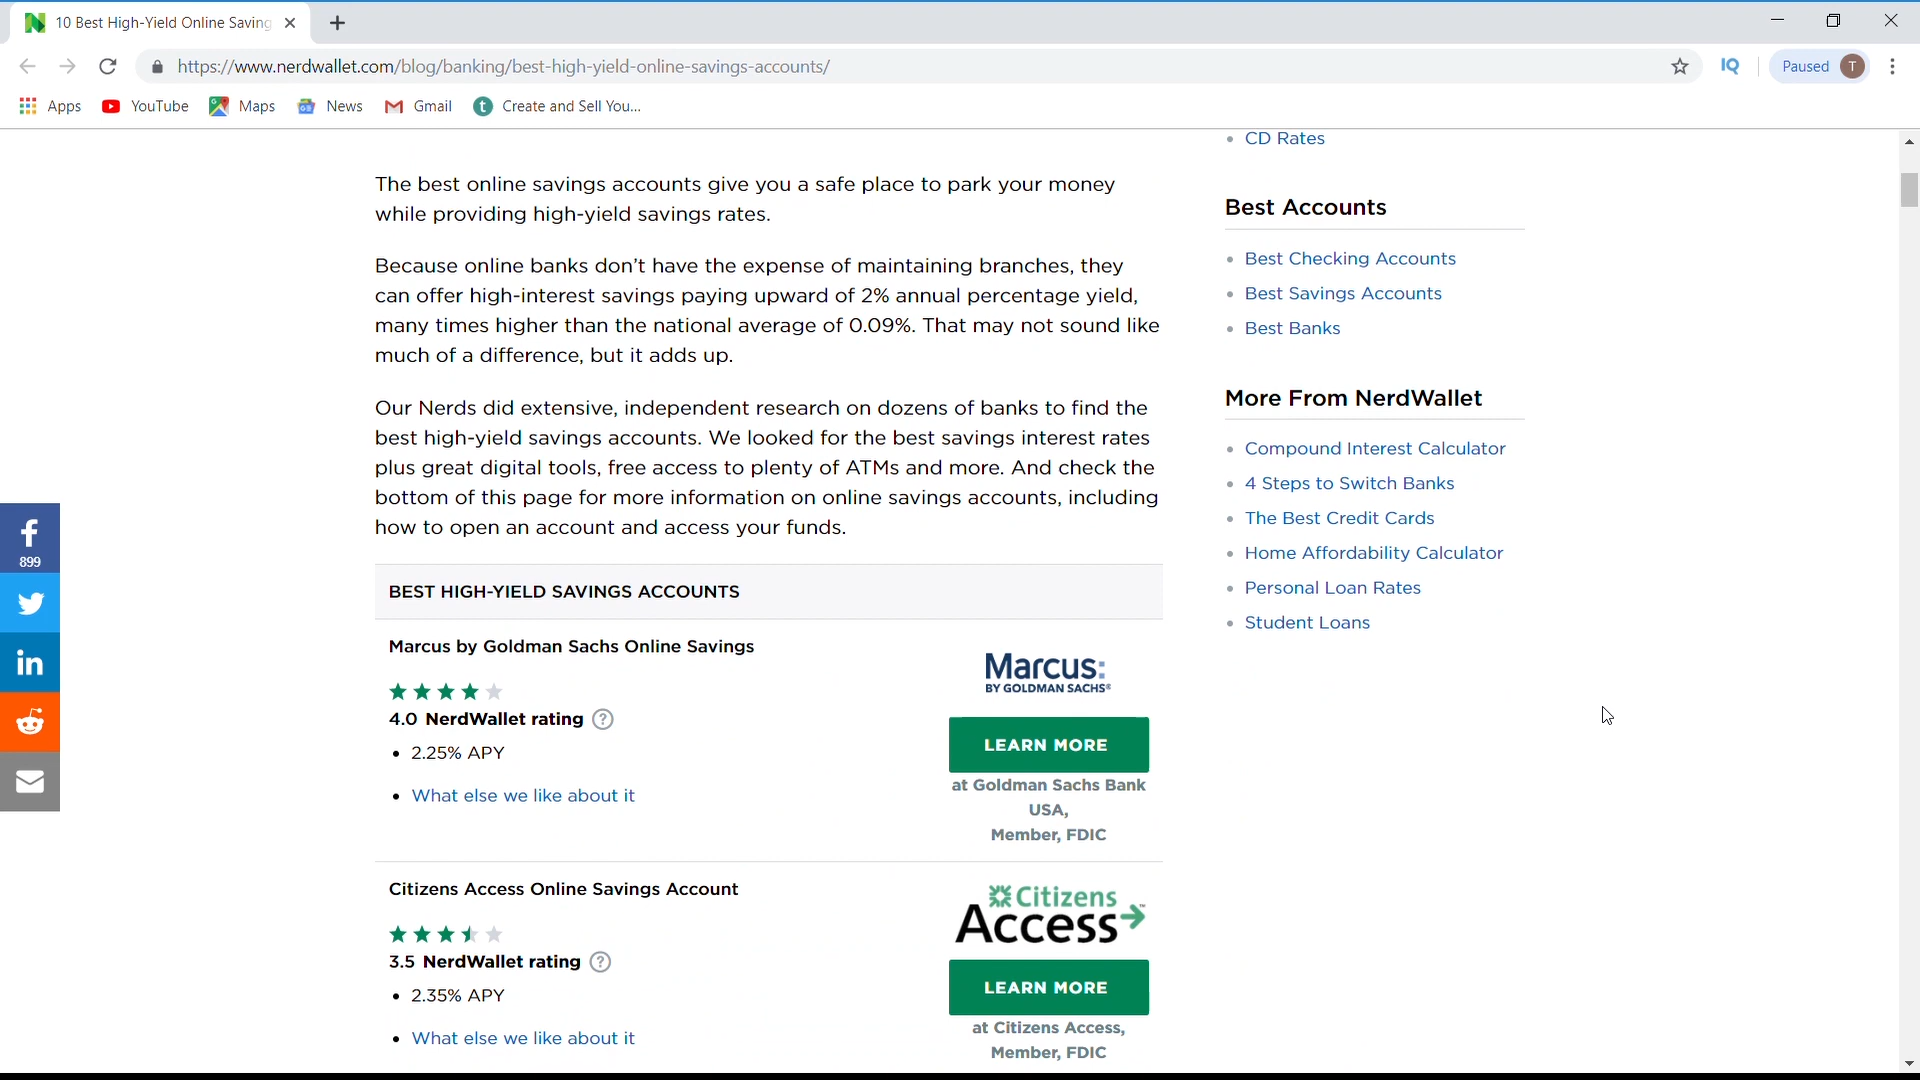 10 Best High-Yield Online Saving
https://www.nerdwallet.com/blog/banking/best-high-yield-online-savings-accounts/
IQ
Paused
T
Apps
YouTube
Maps
News
Gmail
t
Create and Sell You...
The best online savings accounts give you a safe place to park your money
while providing high-yield savings rates.
Because online banks don’t have the expense of maintaining branches, they
can offer high-interest savings paying upward of 2% annual percentage yield,
many times higher than the national average of 0.09%. That may not sound like
much of a difference, but it adds up.
Our Nerds did extensive, independent research on dozens of banks to find the
best high-yield savings accounts. We looked for the best savings interest rates
plus great digital tools, free access to plenty of ATMs and more. And check the
bottom of this page for more information on online savings accounts, including
how to open an account and access your funds.
BEST HIGH-YIELD SAVINGS ACCOUNTS
Marcus by Goldman Sachs Online Savings
4.0 NerdWallet rating ?
• 2.25% APY
• What else we like about it
Marcus:
BY GOLDMAN SACHS®
LEARN MORE
at Goldman Sachs Bank
USA,
Member, FDIC
Citizens Access Online Savings Account
3.5 NerdWallet rating ?
• 2.35% APY
• What else we like about it
Citizens
Access™
LEARN MORE
at Citizens Access,
Member, FDIC
• CD Rates
Best Accounts
• Best Checking Accounts
• Best Savings Accounts
• Best Banks
More From NerdWallet
• Compound Interest Calculator
• 4 Steps to Switch Banks
• The Best Credit Cards
• Home Affordability Calculator
• Personal Loan Rates
• Student Loans
f
899
in